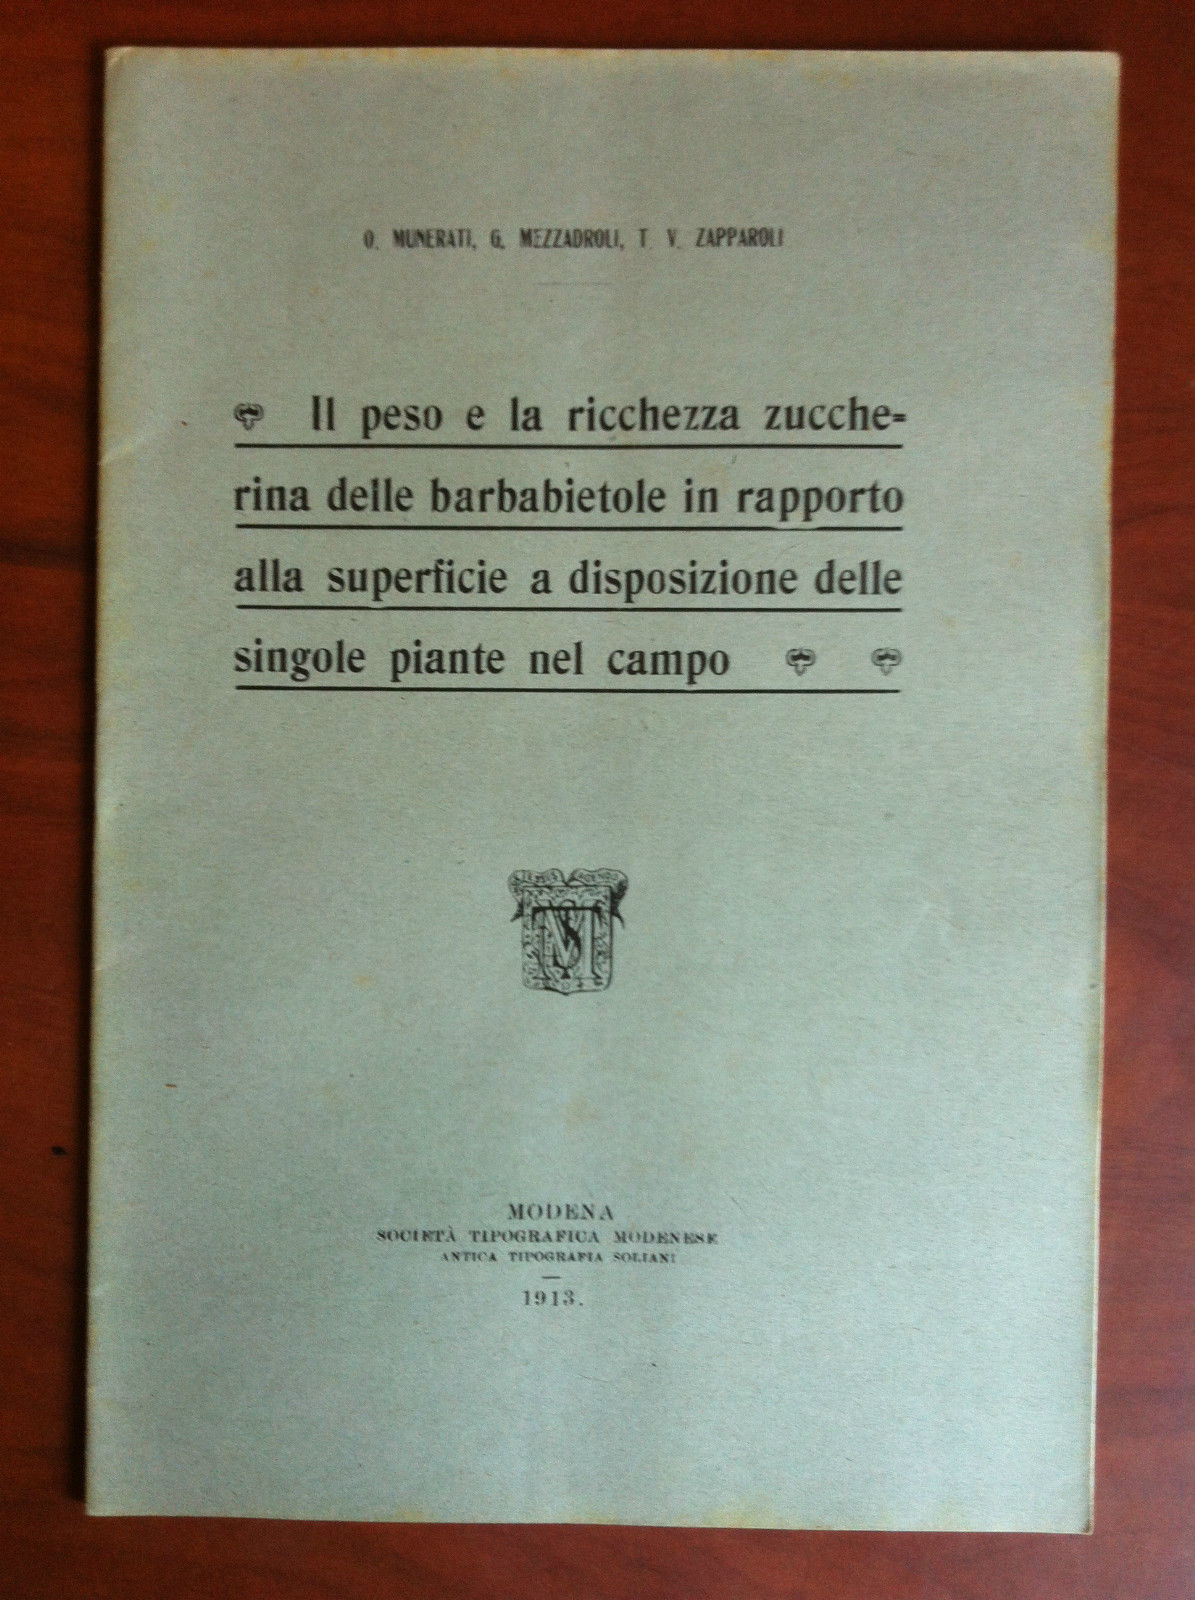 O. MUNERATI, G. MEZZADROLI, T. V. ZAPPAROLI
Il peso e la ricchezza zucche=
rina delle barbabietole in rapporto
alla superficie a disposizione delle
singole piante nel campo
MODENA
SOCIETÀ TIPOGRAFICA MODENESE
ANTICA TIPOGRAFIA SOLIANI
1913.